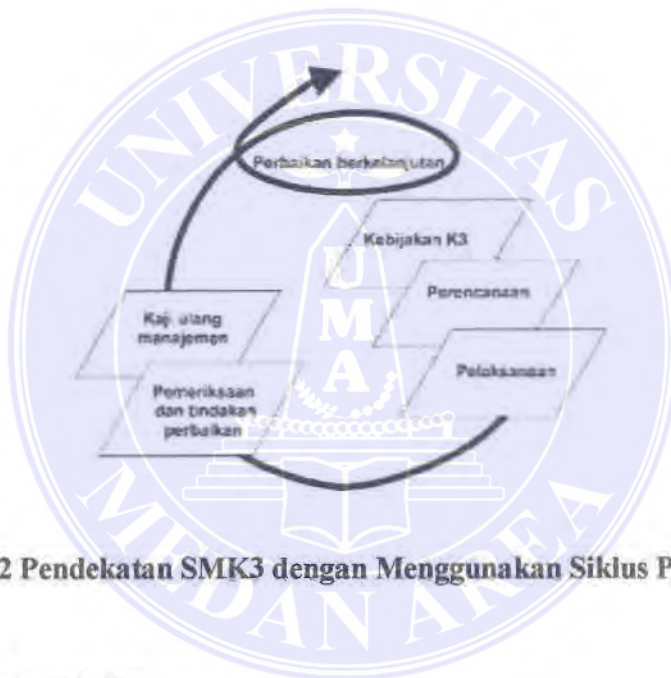 UNIVERSITAS
Perbaikan berkelanjutan
Kebijakan K3
Perencanaan
Pelaksanaan
Kaji ulang
manajemen
Pemeriksaan
dan tindakan
perbaikan
UMA
2 Pendekatan SMK3 dengan Menggunakan Siklus P
MEDAN AREA